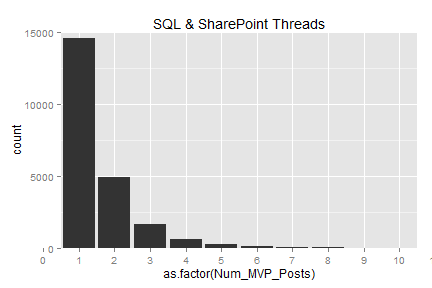 SQL & SharePoint Threads
15000
10000
5000
0
count
0 1 2 3 4 5 6 7 8 9 10
as.factor(Num_MVP_Posts)